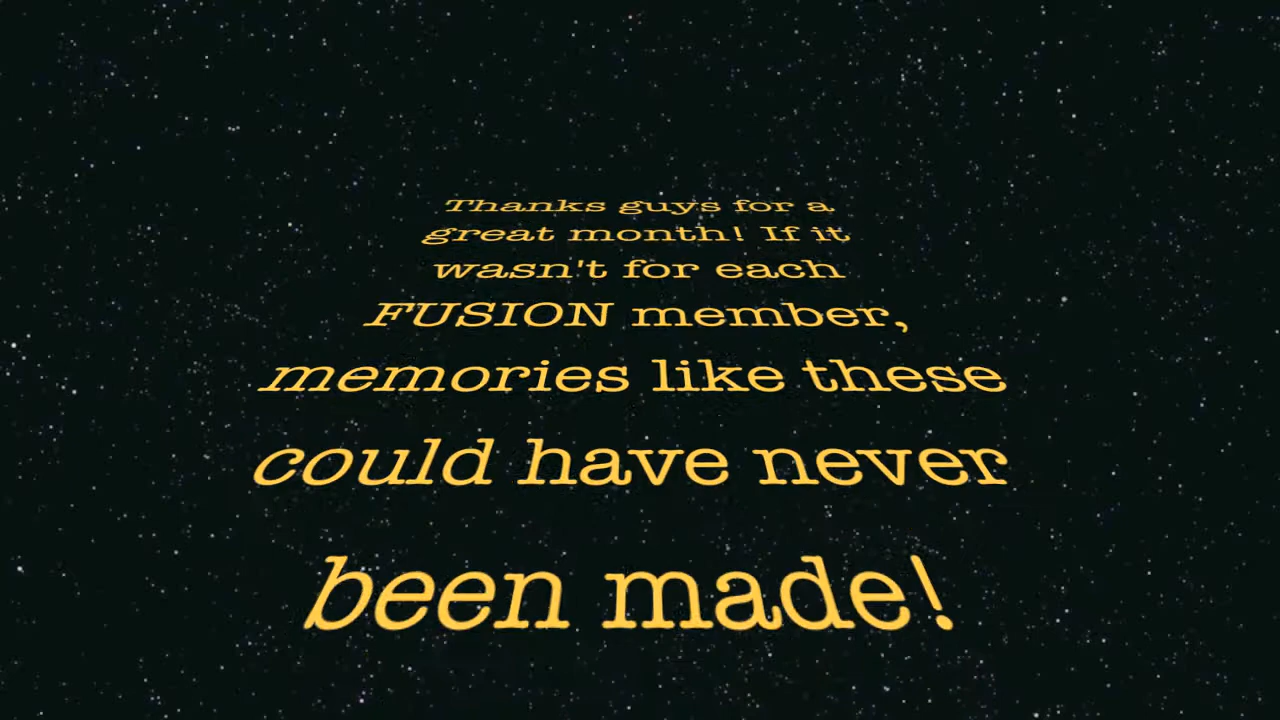 Thanks guys for a
great month! If it
wasn't for each
FUSION member,
memories like these
could have never
been made!